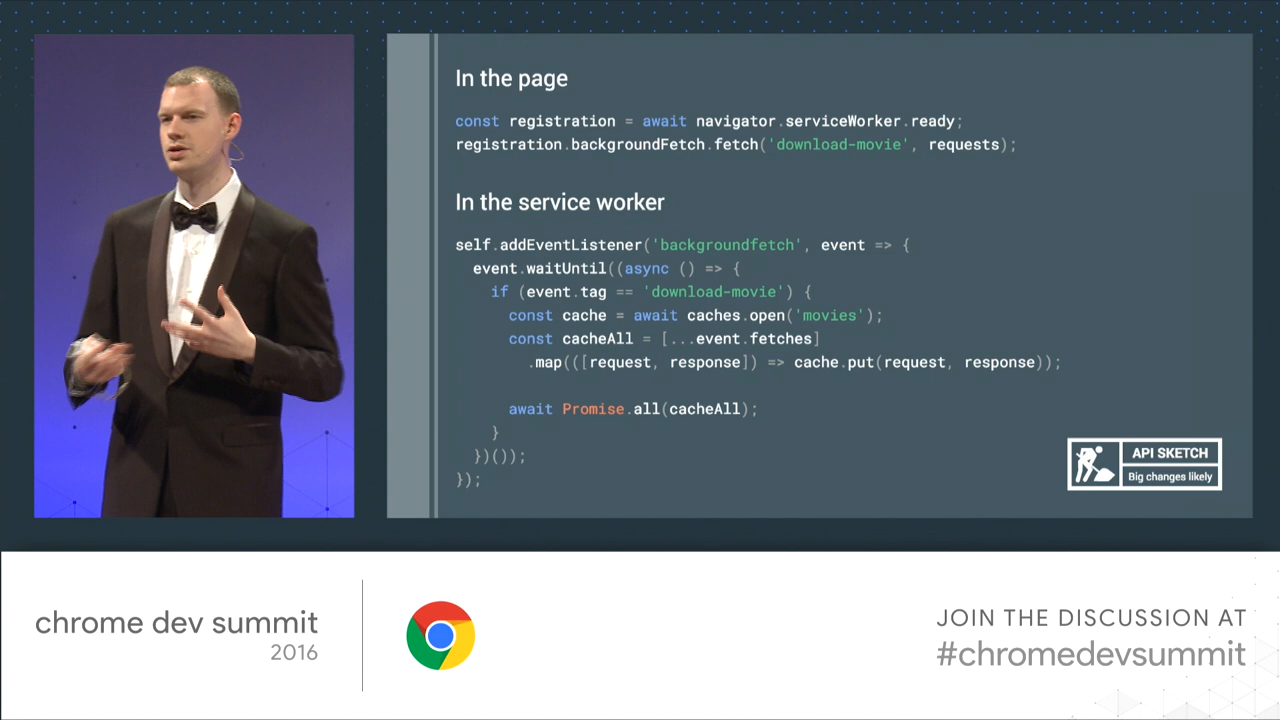 In the page
const registration = await navigator.serviceWorker.ready;
registration.backgroundFetch.fetch('download-movie', requests);
In the service worker
self.addEventListener('backgroundfetch', event => {
  event.waitUntil((async () => {
    if (event.tag == 'download-movie') {
      const cache = await caches.open('movies');
      const cacheAll = [...event.fetches]
        .map(([request, response]) => cache.put(request, response));
      await Promise.all(cacheAll);
    }
  })());
});
API SKETCH
Big changes likely
chrome dev summit
2016
JOIN THE DISCUSSION AT
#chromedevsummit